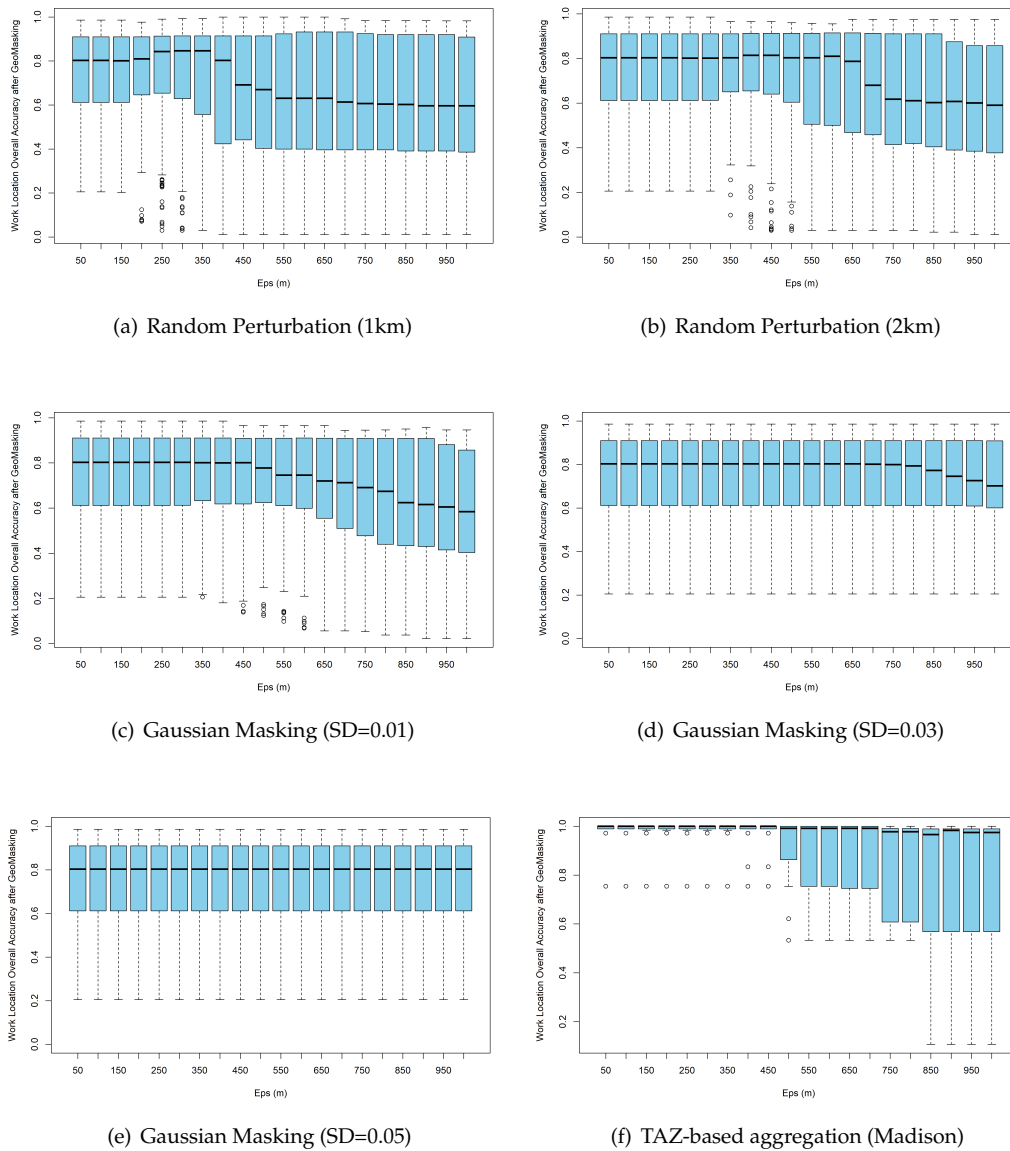 Work Location Overall Accuracy after GeoMasking
1.0
0.8
0.6
0.4
0.2
0.0
50 150 250 350 450 550 650 750 850 950
Eps (m)
(a) Random Perturbation (1km)
Work Location Overall Accuracy after GeoMasking
1.0
0.8
0.6
0.4
0.2
0.0
50 150 250 350 450 550 650 750 850 950
Eps (m)
(b) Random Perturbation (2km)
Work Location Overall Accuracy after GeoMasking
1.0
0.8
0.6
0.4
0.2
0.0
50 150 250 350 450 550 650 750 850 950
Eps (m)
(c) Gaussian Masking (SD=0.01)
Work Location Overall Accuracy after GeoMasking
1.0
0.8
0.6
0.4
0.2
0.0
50 150 250 350 450 550 650 750 850 950
Eps (m)
(d) Gaussian Masking (SD=0.03)
Work Location Overall Accuracy after GeoMasking
1.0
0.8
0.6
0.4
0.2
0.0
50 150 250 350 450 550 650 750 850 950
Eps (m)
(e) Gaussian Masking (SD=0.05)
Work Location Overall Accuracy after GeoMasking
1.0
0.8
0.6
0.4
0.2
50 150 250 350 450 550 650 750 850 950
Eps (m)
(f) TAZ-based aggregation (Madison)